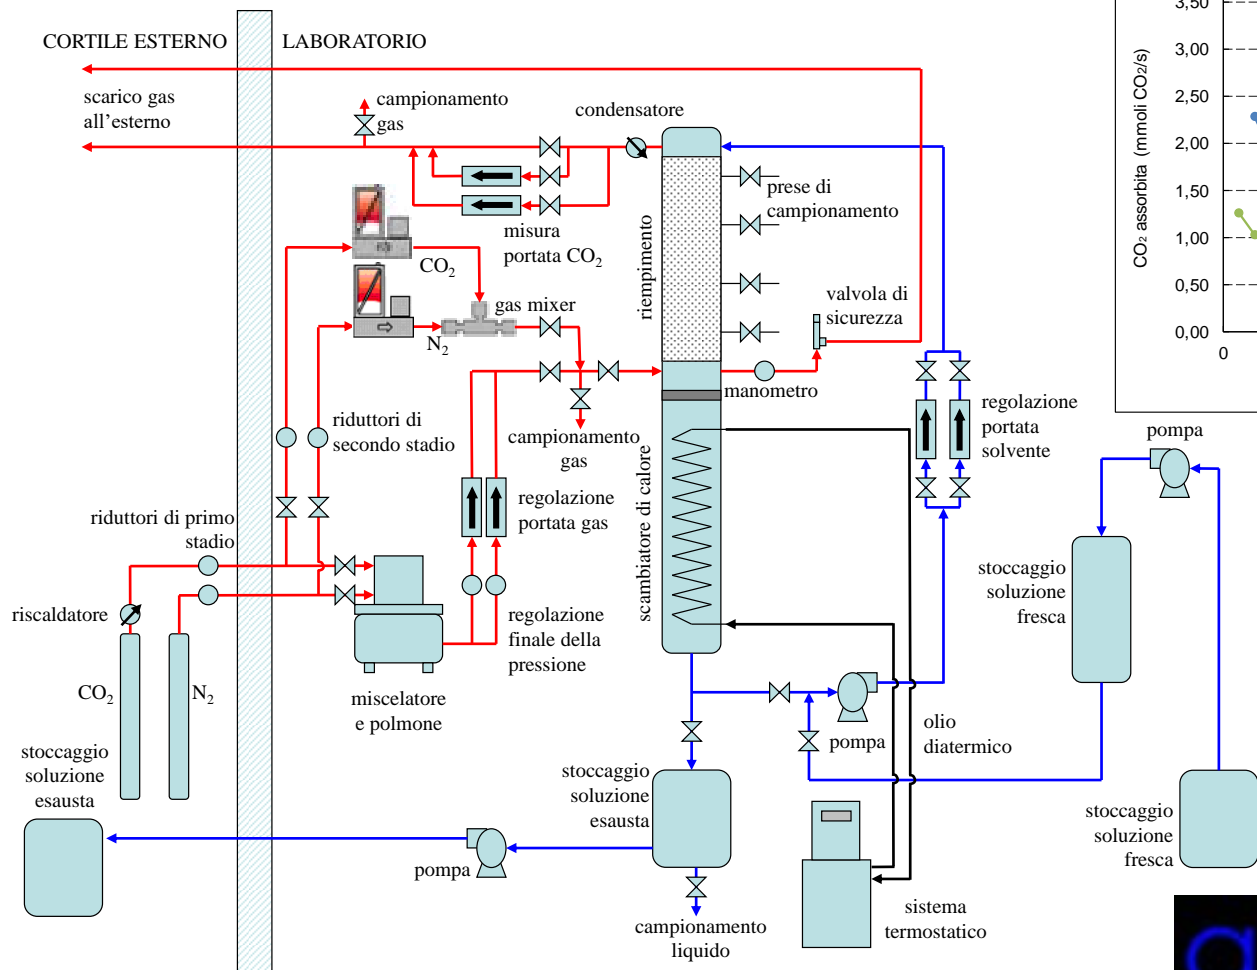 CORTILE ESTERNO
LABORATORIO
scarico gas
all'esterno
campionamento
gas
condensatore
misura
portata CO2
prese di
campionamento
riempimento
CO2
gas mixer
N2
valvola di
sicurezza
manometro
riduttori di
secondo stadio
campionamento
gas
regolazione
portata gas
scambiatore di calore
regolazione
portata
solvente
pompa
riduttori di primo
stadio
riscaldatore
CO2
N2
regolazione
finale della
pressione
miscelatore
e polmone
stoccaggio
soluzione
fresca
olio
diatermico
pompa
stoccaggio
soluzione
esausta
stoccaggio
soluzione
esausta
stoccaggio
soluzione
fresca
pompa
campionamento
liquido
sistema
termostatico
CO2 assorbita (mmoli CO2/s)
3,50
3,00
2,50
2,00
1,50
1,00
0,50
0,00
0